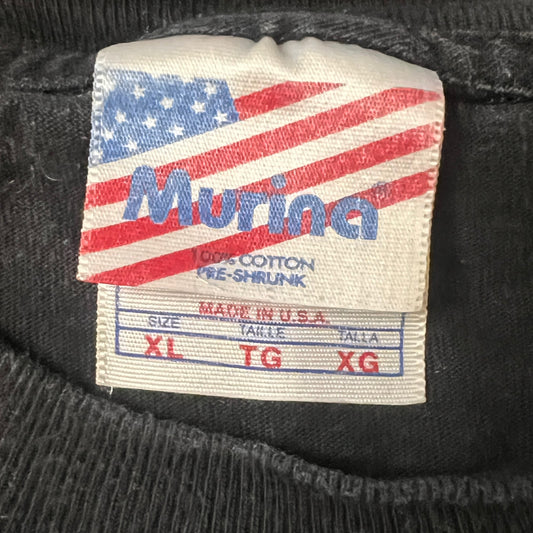 Murina®
100% COTTON
PRE-SHRUNK
MADE IN U.S.A.
SIZE TAILLE TALLA
XL TG XG